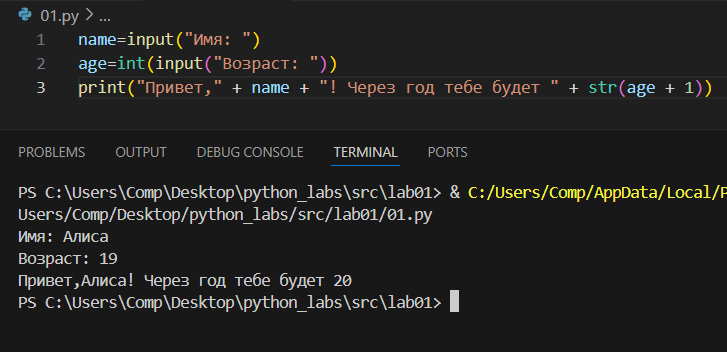 01.py > ...
1 name=input("Имя: ")
2 age=int(input("Возраст: "))
3 print("Привет," + name + "! Через год тебе будет " + str(age + 1))
PROBLEMS OUTPUT DEBUG CONSOLE TERMINAL PORTS
PS C:\Users\Comp\Desktop\python_labs\src\lab01> & C:/Users/Comp/AppData/Local/P
Users/Comp/Desktop/python_labs/src/lab01/01.py
Имя: Алиса
Возраст: 19
Привет,Алиса! Через год тебе будет 20
PS C:\Users\Comp\Desktop\python_labs\src\lab01>